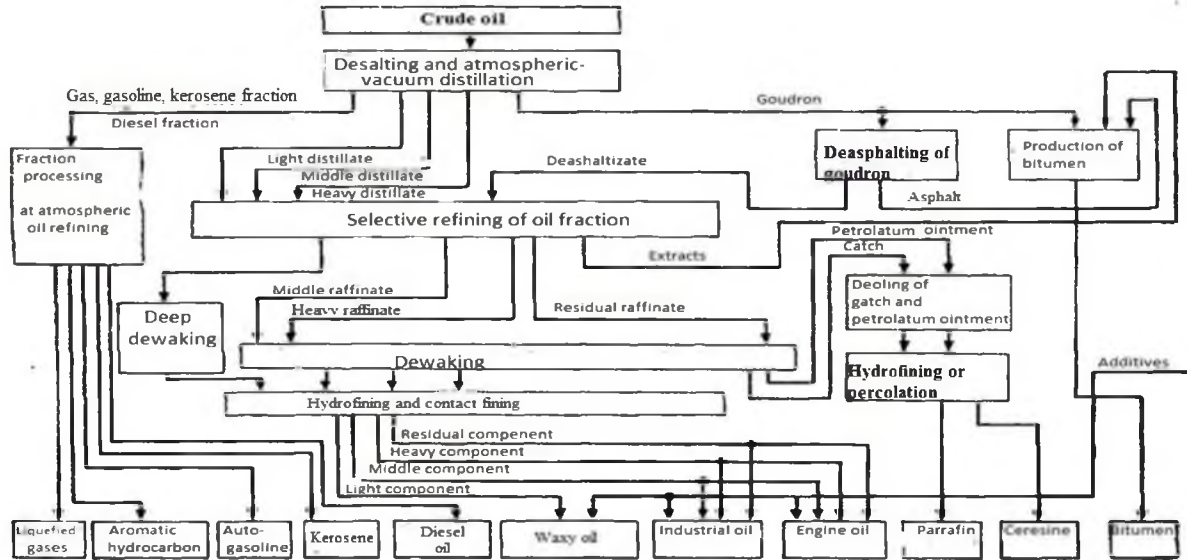 Crude oil
Desalting and atmospheric-
vacuum distillation
Gas, gasoline, kerosene fraction
Diesel fraction
Goudron
Fraction
processing
at atmospheric
oil refining
Light distillate
Middle distillate
Heavy distillate
Deashaltizate
Deasphalting of
goudron
Production of
bitumen
Asphalt
Selective refining of oil fraction
Extracts
Petrolatum ointment
Catch
Middle raffinate
Heavy raffinate
Residual raffinate
Deoling of
gatch and
petrolatum ointment
Deep
dewaking
Dewaking
Additives
Hydrofining or
percolation
Hydrofining and contact fining
Residual compenent
Heavy component
Middle component
Light component
Liquefied
gases
Aromatic
hydrocarbon
Auto-
gasoline
Kerosene
Diesel
oil
Waxy oil
Industrial oil
Engine oil
Parrafin
Ceresine
Bitument